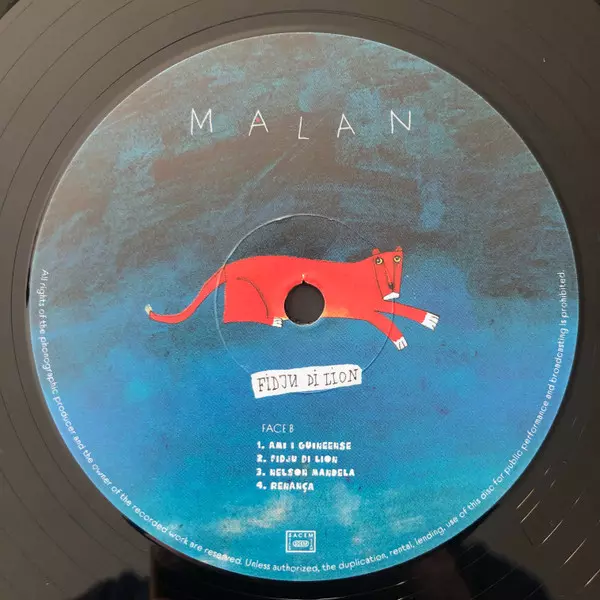 MALAN
FIDJU DI LION
FACE B
1. AMI I GUINEENSE
2. FIDJU DI LION
3. NELSON MANDELA
4. RENANÇA
SACEM
All rights of the phonographic producer and the owner of the recorded work are reserved. Unless authorized, the duplication, rental, lending, use of this disc for public performance and broadcasting is prohibited.